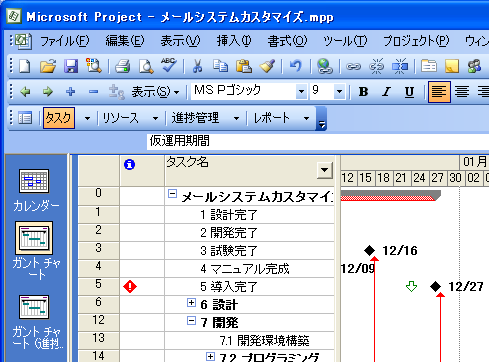 Microsoft Project - メールシステムカスタマイズ.mpp
ファイル(F) 編集(E) 表示(V) 挿入(I) 書式(O) ツール(T) プロジェクト(P) ウィン
表示(S) MS Pゴシック 9 B I U
タスク リソース 進捗管理 レポート
仮運用期間
タスク名
01月
12 15 18 21 24 27 30 02
0 メールシステムカスタマイズ
1 1 設計完了
2 2 開発完了
3 3 試験完了 12/16
4 4 マニュアル完成 12/09
5 5 導入完了 12/27
6 6 設計
12 7 開発
13 7.1 開発環境構築
14 7.2 プログラミング
カレンダー
ガント チャ
ート
ガント チャ
ート (進捗